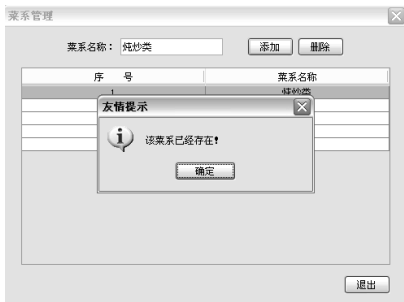 菜系管理
菜系名称： 炖炒类 添加 删除
序 号 菜系名称
1 炖炒类
友情提示
该菜系已经存在!
确定
退出